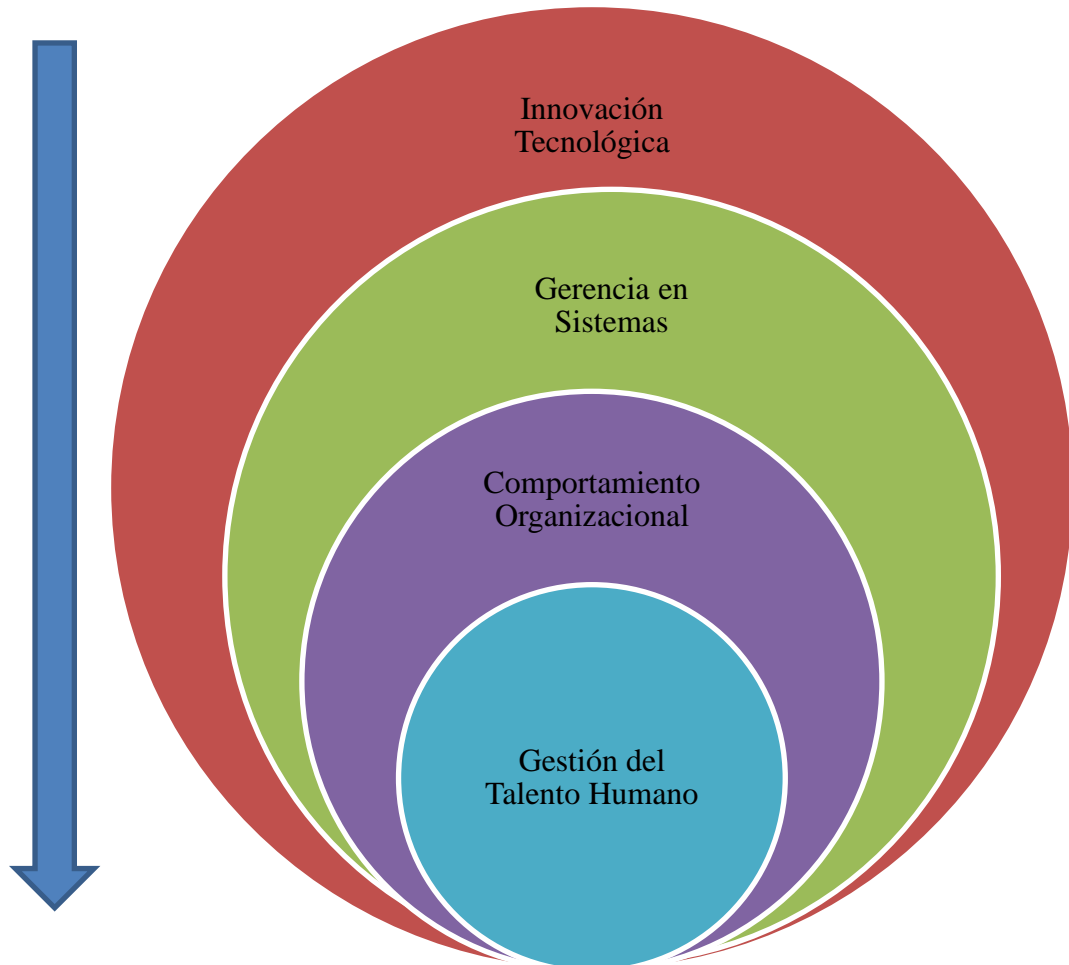 Innovación
Tecnológica
Gerencia en
Sistemas
Comportamiento
Organizacional
Gestión del
Talento Humano